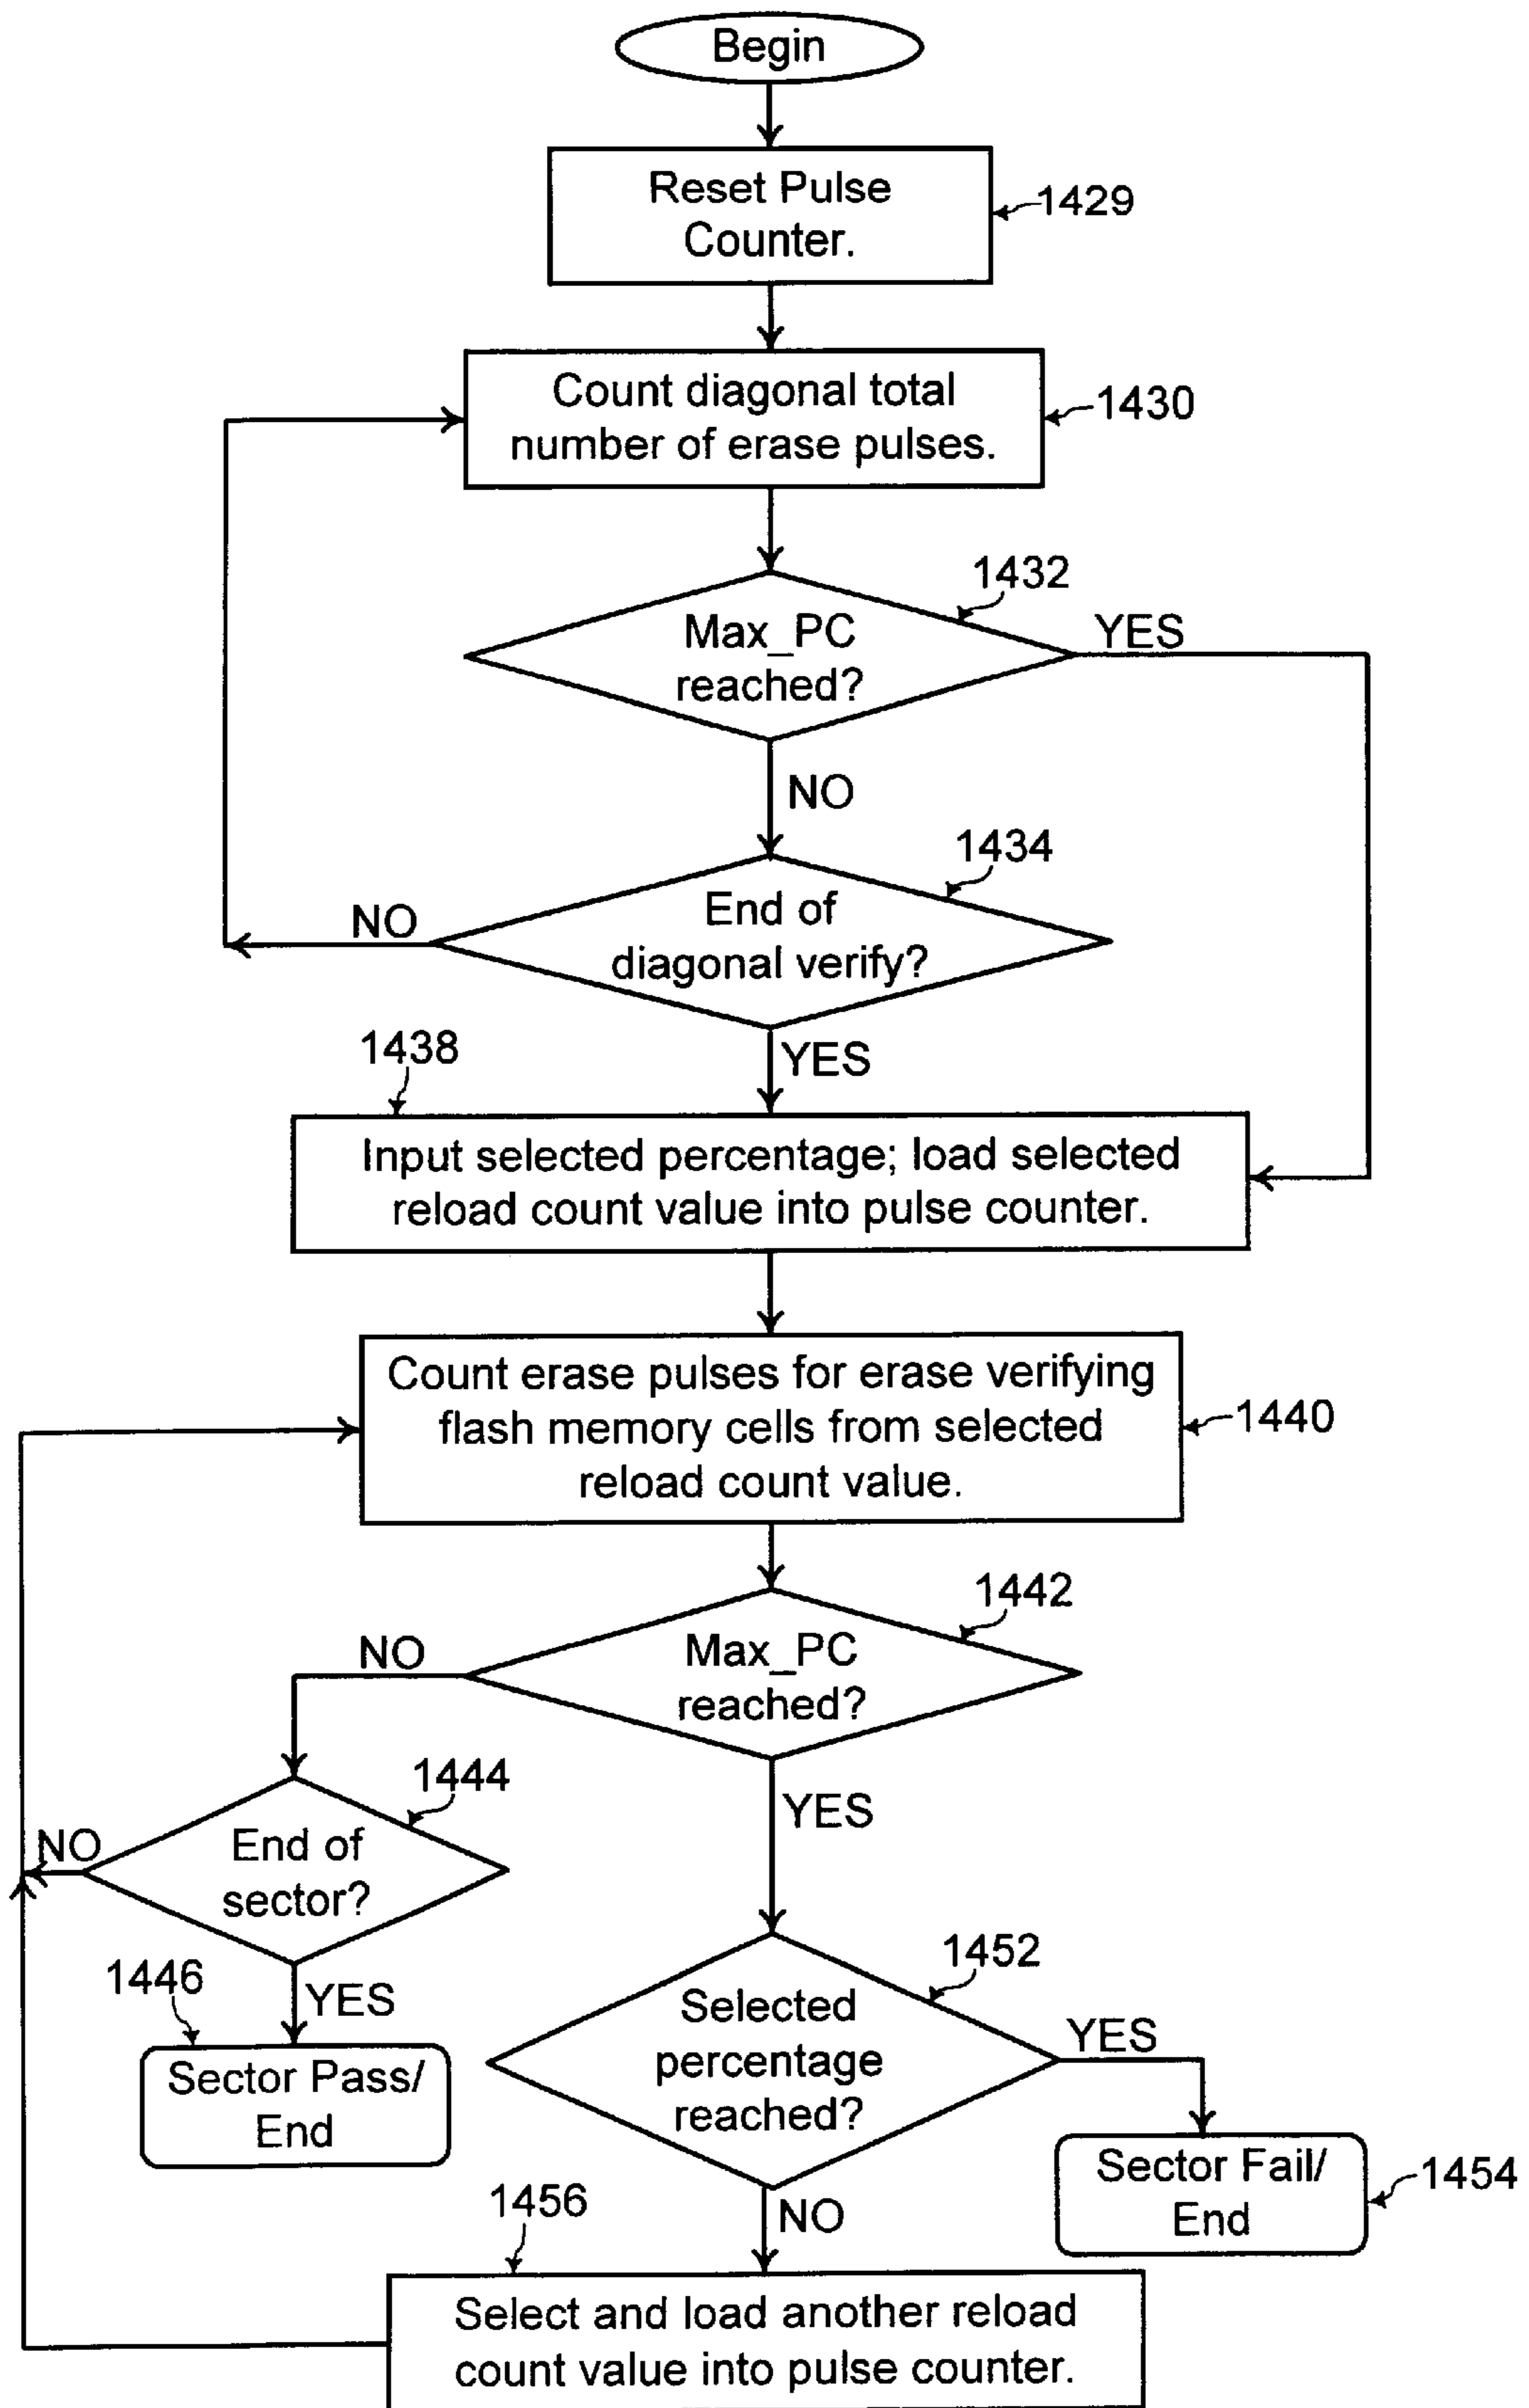 Begin
Reset Pulse
Counter.
1429
Count diagonal total
number of erase pulses.
1430
1432
Max_PC
reached?
YES
NO
1434
End of
diagonal verify?
NO
YES
1438
Input selected percentage; load selected
reload count value into pulse counter.
Count erase pulses for erase verifying
flash memory cells from selected
reload count value.
1440
1442
Max_PC
reached?
NO
YES
1444
End of
sector?
NO
YES
1446
Sector Pass/
End
1452
Selected
percentage
reached?
YES
NO
Sector Fail/
End
1454
1456
Select and load another reload
count value into pulse counter.